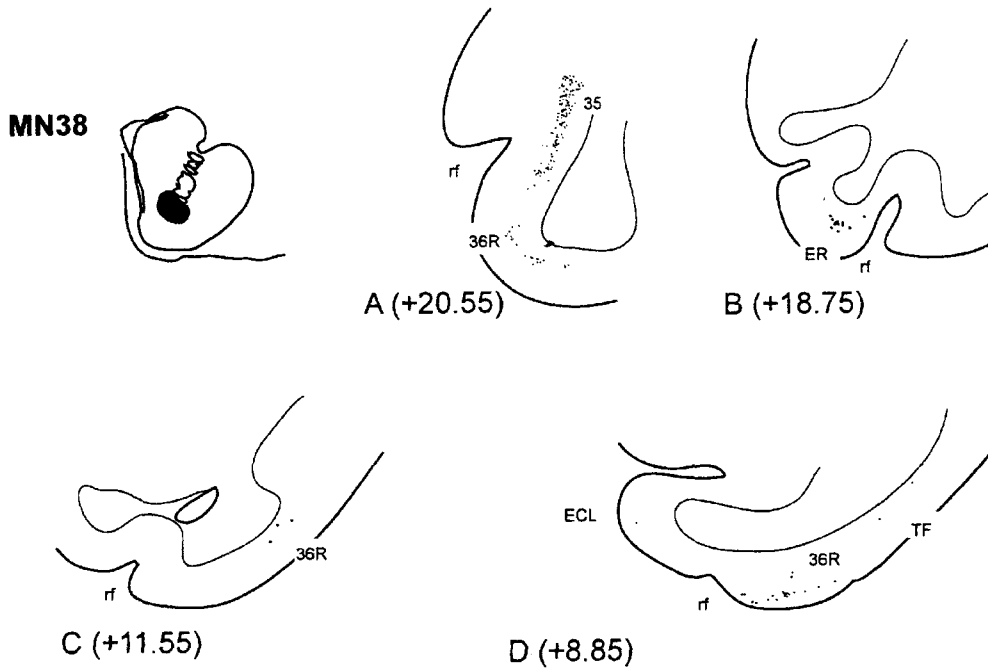 MN38
35
rf
36R
A (+20.55)
ER
rf
B (+18.75)
36R
rf
C (+11.55)
ECL
TF
36R
rf
D (+8.85)